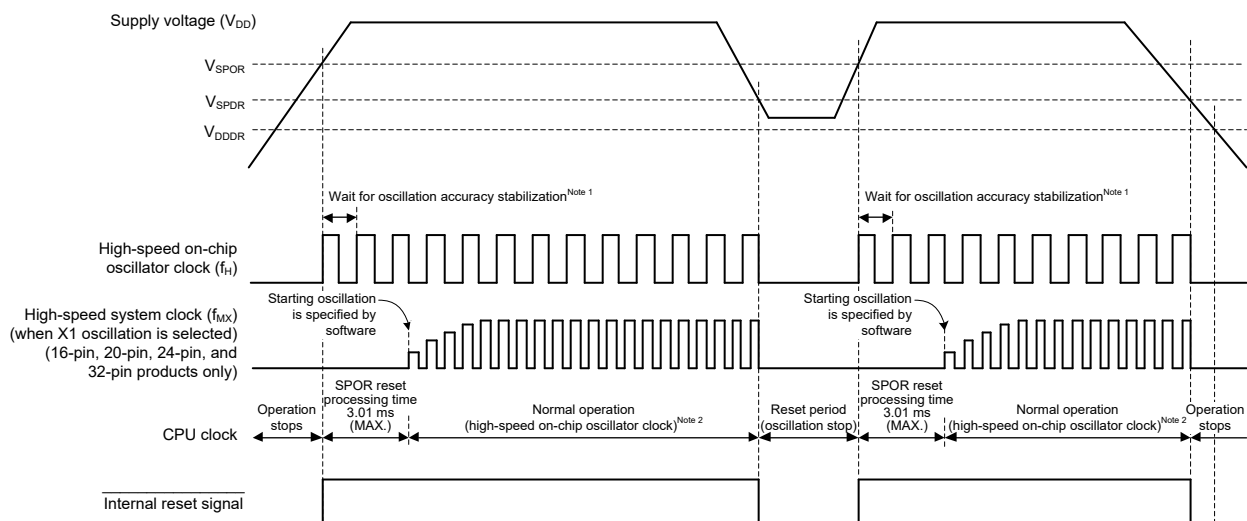 Supply voltage (VDD)
VSPOR
VSPDR
VDDDR
Wait for oscillation accuracy stabilizationNote 1
Wait for oscillation accuracy stabilizationNote 1
High-speed on-chip
oscillator clock (fH)
Starting oscillation
is specified by
software
Starting oscillation
is specified by
software
High-speed system clock (fMX)
(when X1 oscillation is selected)
(16-pin, 20-pin, 24-pin, and
32-pin products only)
CPU clock
Operation
stops
SPOR reset
processing time
3.01 ms
(MAX.)
Normal operation
(high-speed on-chip oscillator clock)Note 2
Reset period
(oscillation stop)
SPOR reset
processing time
3.01 ms
(MAX.)
Normal operation
(high-speed on-chip oscillator clock)Note 2
Operation
stops
Internal reset signal